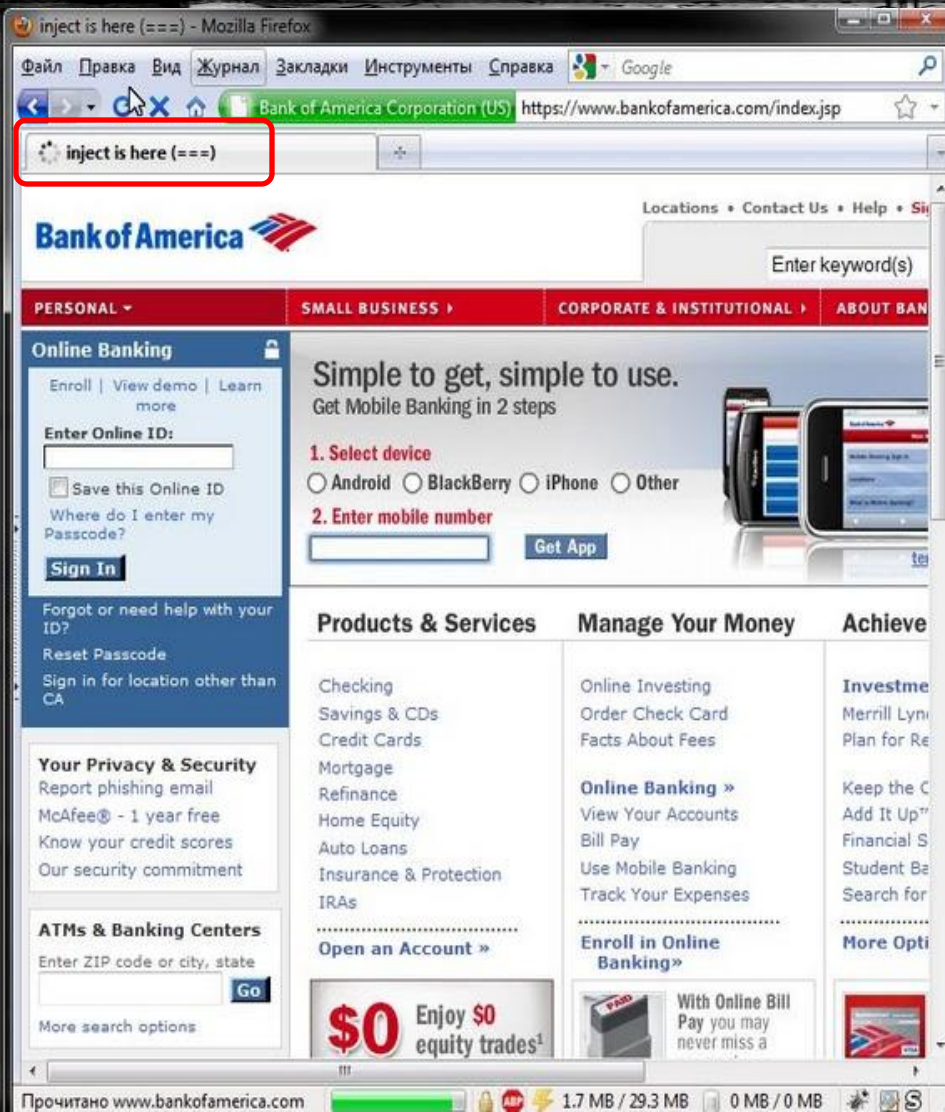 inject is here (===) - Mozilla Firefox
Файл Правка Вид Журнал Закладки Инструменты Справка Google
Bank of America Corporation (US) https://www.bankofamerica.com/index.jsp
inject is here (===)
Locations • Contact Us • Help •
Bank of America
Enter keyword(s)
PERSONAL SMALL BUSINESS CORPORATE & INSTITUTIONAL ABOUT BAN
Online Banking
Enroll | View demo | Learn
more
Enter Online ID:
Save this Online ID
Where do I enter my
Passcode?
Sign In
Forgot or need help with your
ID?
Reset Passcode
Sign in for location other than
CA
Simple to get, simple to use.
Get Mobile Banking in 2 steps
1. Select device
Android BlackBerry iPhone Other
2. Enter mobile number
Get App
Your Privacy & Security
Report phishing email
McAfee® - 1 year free
Know your credit scores
Our security commitment
ATMs & Banking Centers
Enter ZIP code or city, state
Go
More search options
Products & Services
Checking
Savings & CDs
Credit Cards
Mortgage
Refinance
Home Equity
Auto Loans
Insurance & Protection
IRAs
Open an Account »
$0 Enjoy $0
equity trades¹
Manage Your Money
Online Investing
Order Check Card
Facts About Fees
Online Banking »
View Your Accounts
Bill Pay
Use Mobile Banking
Track Your Expenses
Enroll in Online
Banking»
PAID
With Online Bill
Pay you may
never miss a
Achieve
Investme
Merrill Lyn
Plan for Re
Keep the C
Add It Up™
Financial S
Student Ba
Search for
More Opti
Прочитано www.bankofamerica.com ABP 1.7 MB / 29.3 MB 0 MB / 0 MB S